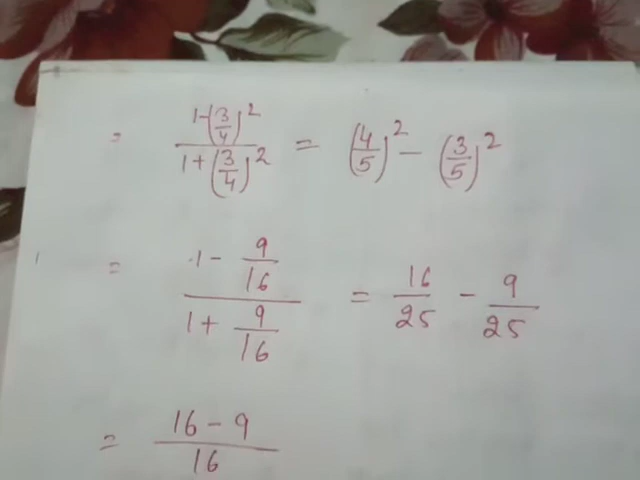 = (1-(3/4)^2)/(1+(3/4)^2) = (4/5)^2 - (3/5)^2
= (1 - 9/16)/(1 + 9/16) = 16/25 - 9/25
= (16 - 9)/16